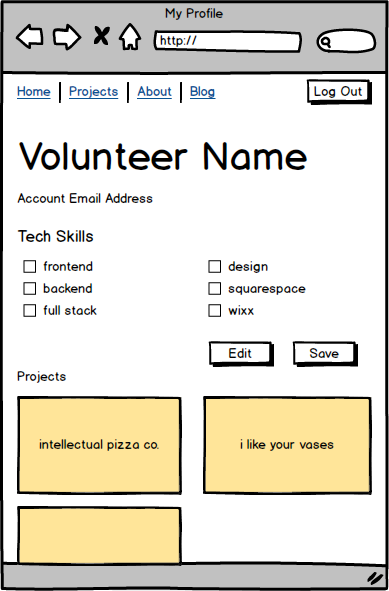 My Profile
http://
Home Projects About Blog
Log Out
Volunteer Name
Account Email Address
Tech Skills
frontend design
backend squarespace
full stack wixx
Edit Save
Projects
intellectual pizza co. i like your vases